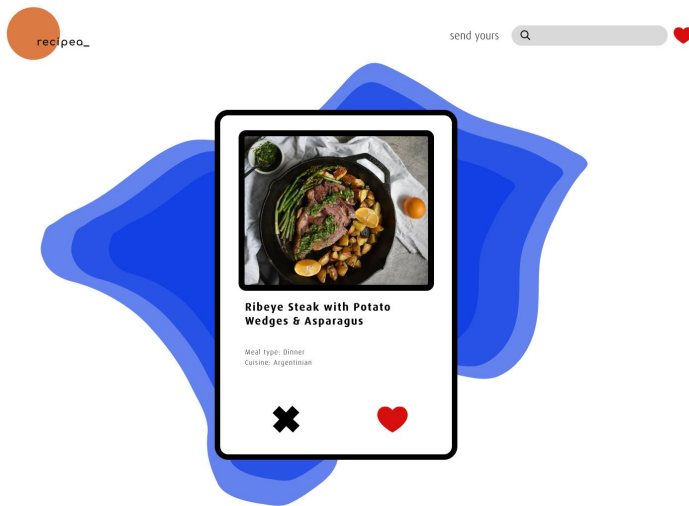 recipea_
send yours
Ribeye Steak with Potato
Wedges & Asparagus
Meal type: Dinner
Cuisine: Argentinian